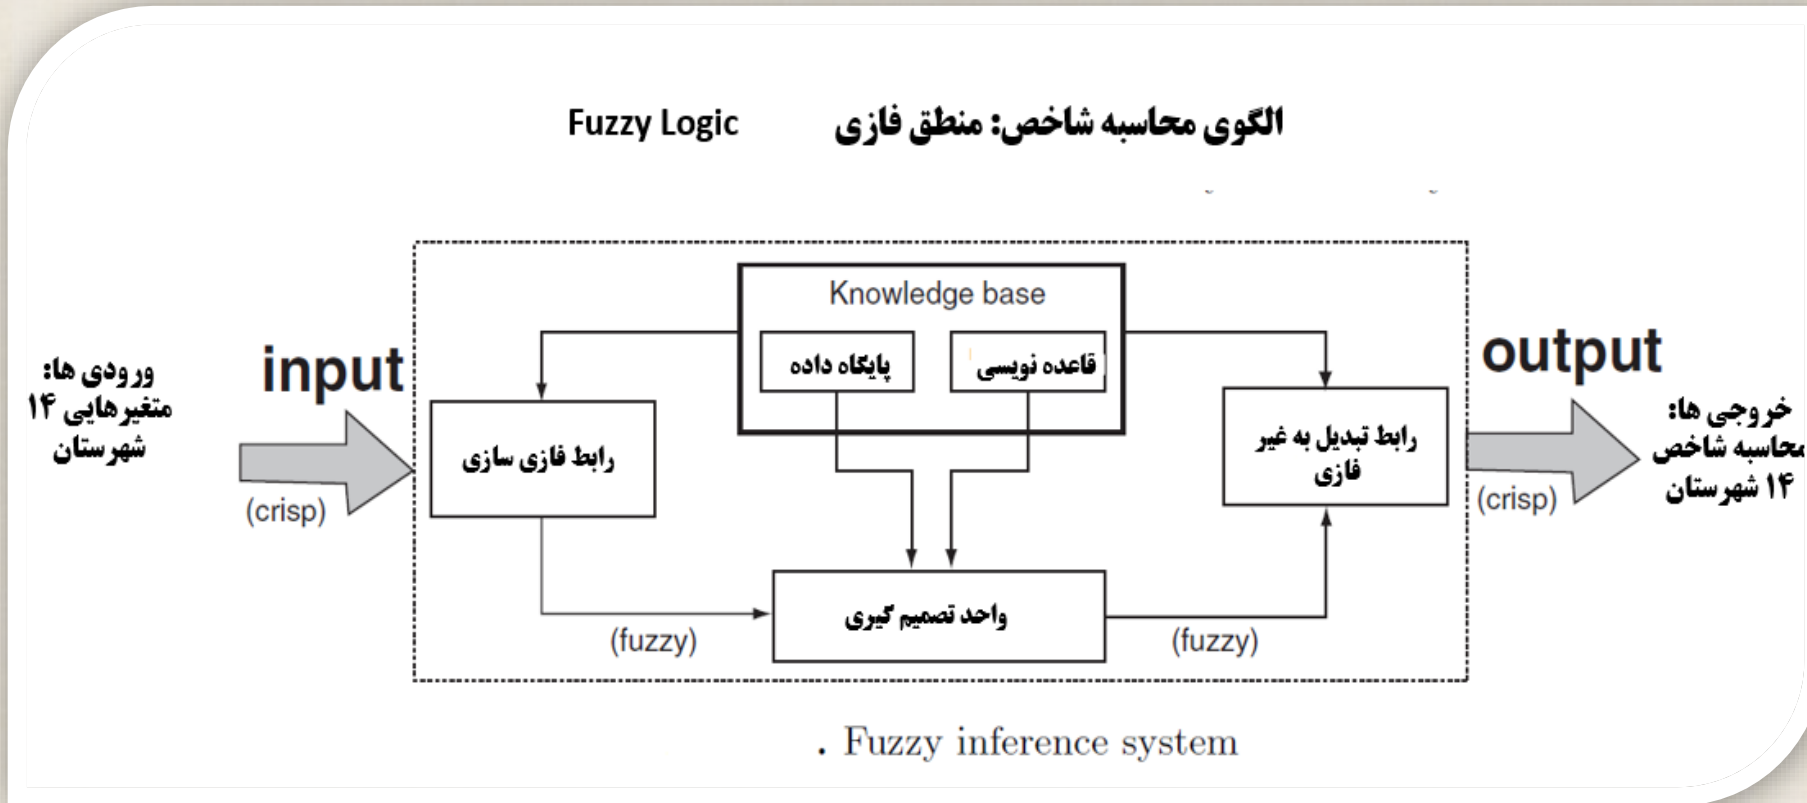 الگوی محاسبه شاخص: منطق فازی Fuzzy Logic
Knowledge base
پایگاه داده
قاعده نویسی
input
ورودی ها:
متغیرهایی ۱۴
شهرستان
(crisp)
رابط فازی سازی
رابط تبدیل به غیر
فازی
output
خروجی ها:
محاسبه شاخص
۱۴ شهرستان
(crisp)
واحد تصمیم گیری
(fuzzy)
(fuzzy)
. Fuzzy inference system